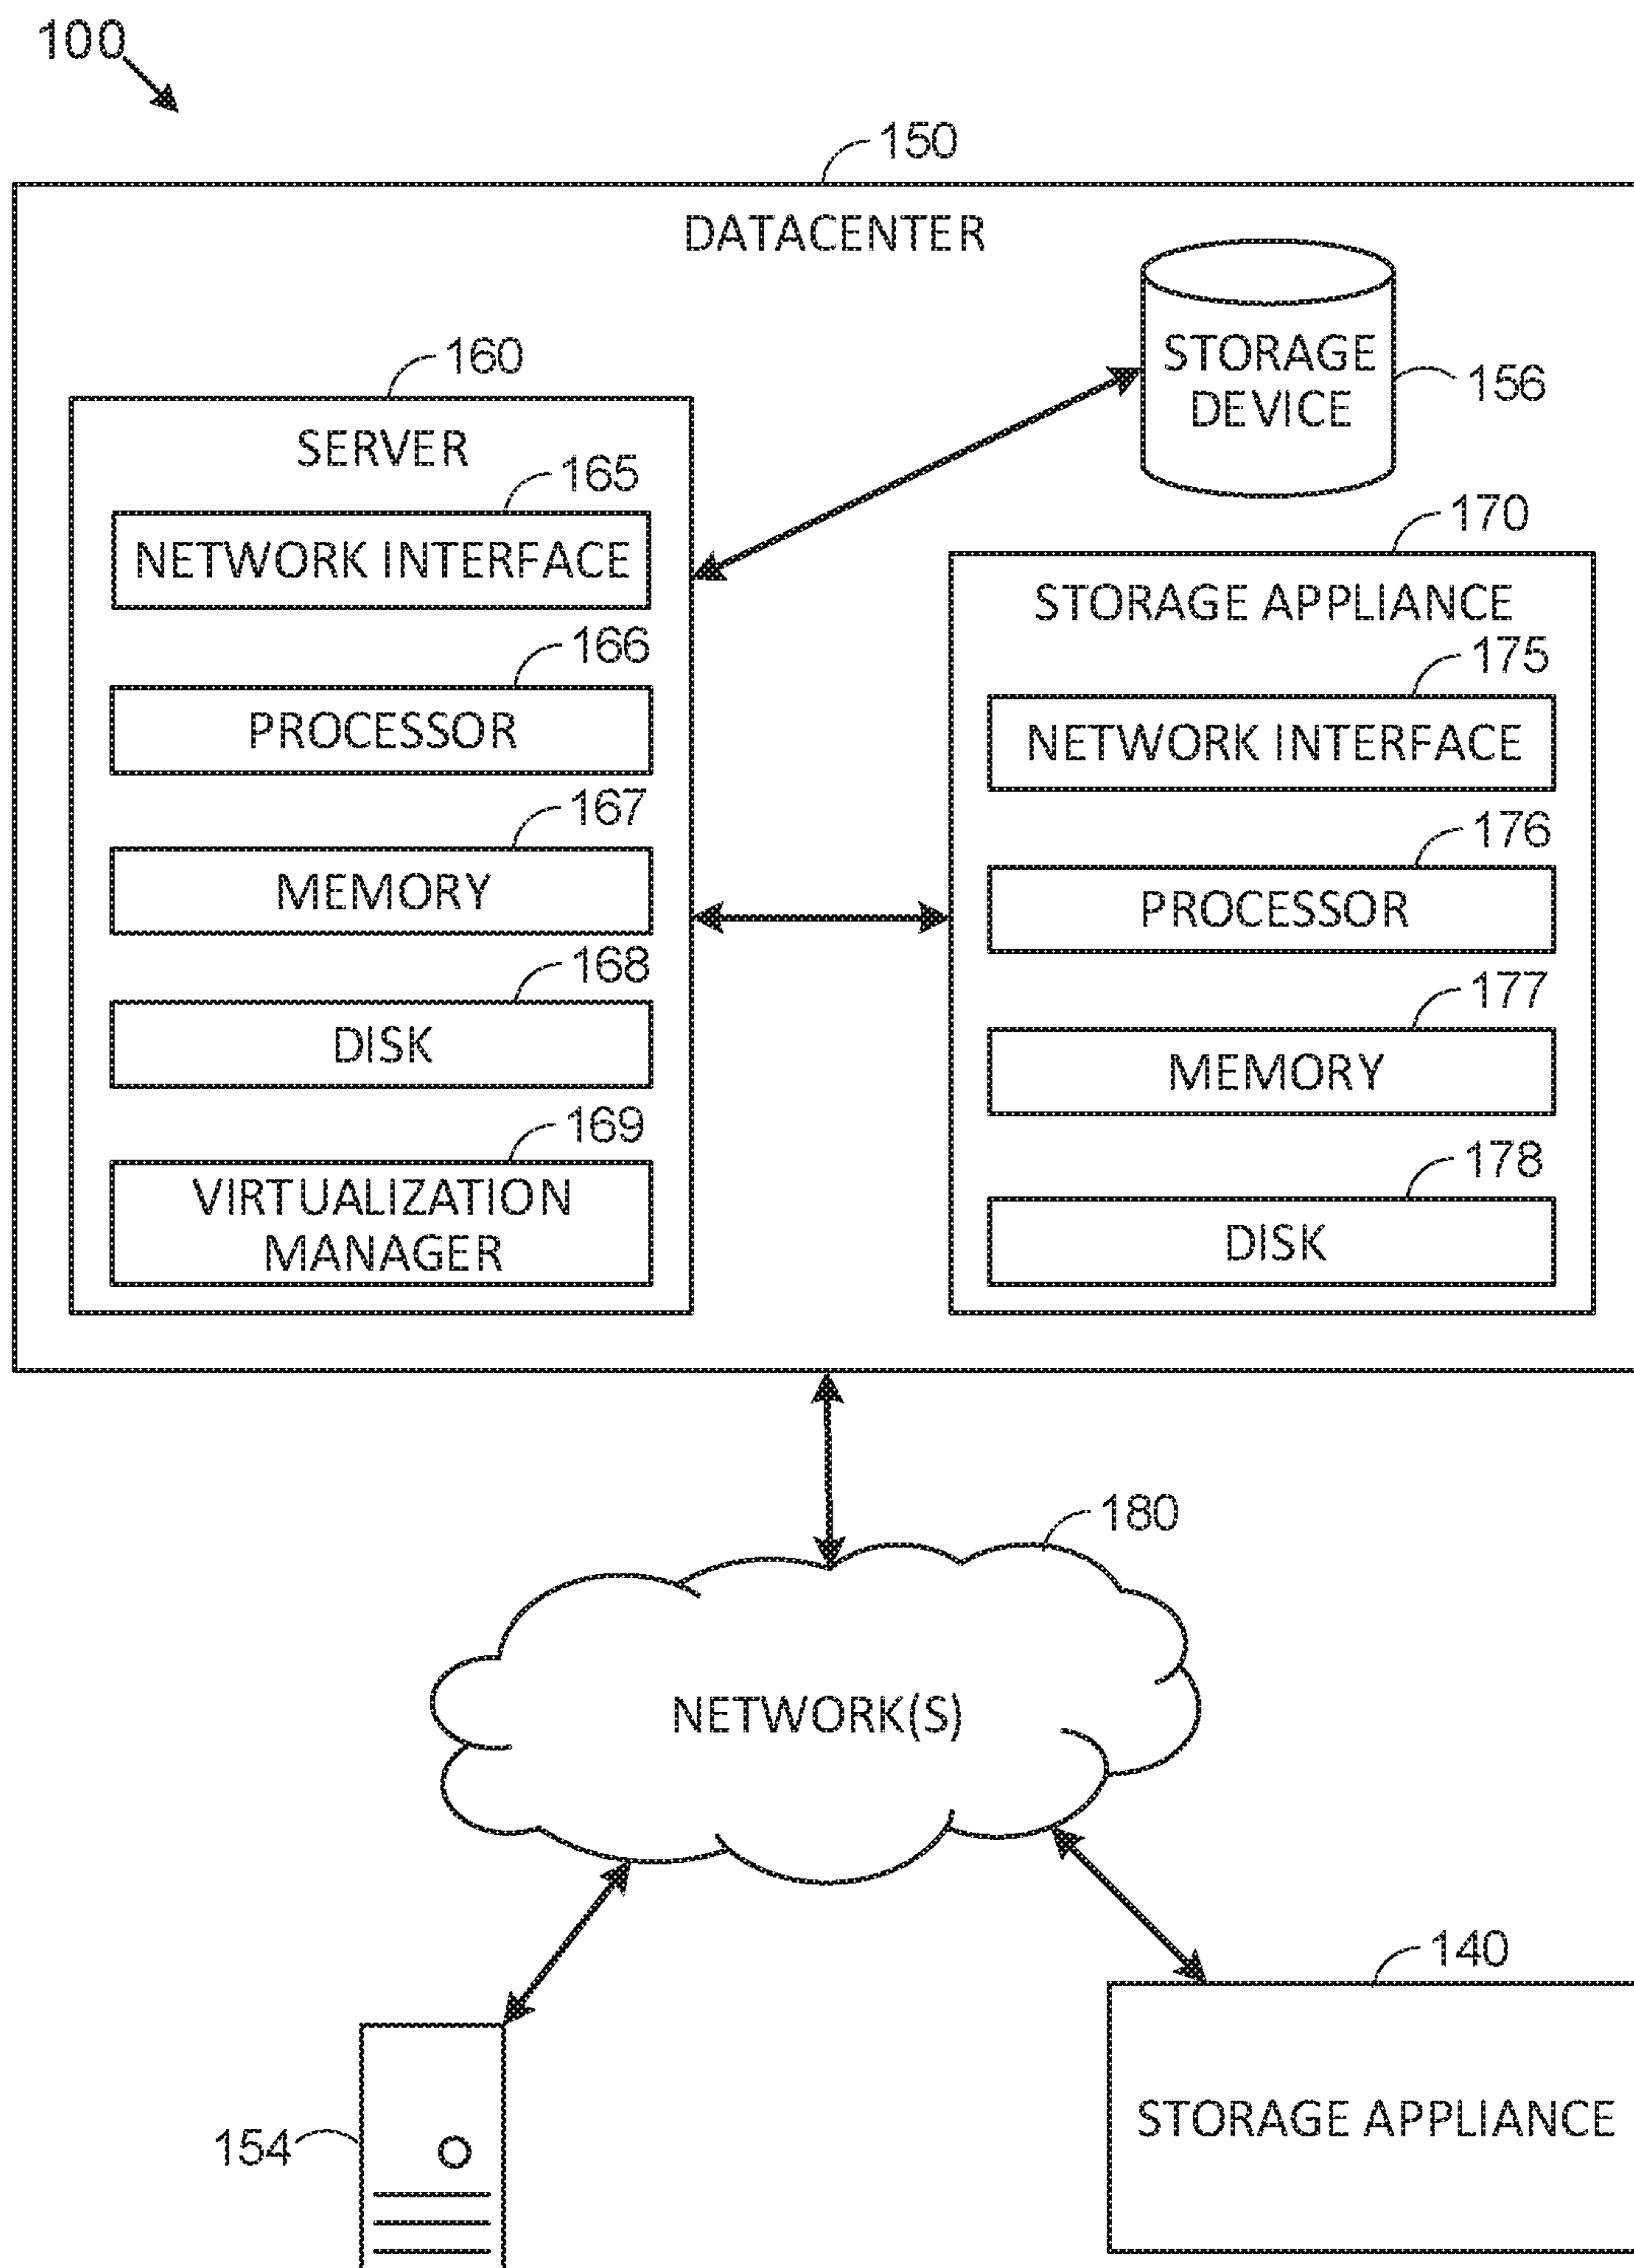 100
150
DATACENTER
160
STORAGE
DEVICE
156
SERVER
165
NETWORK INTERFACE
170
STORAGE APPLIANCE
166
PROCESSOR
175
NETWORK INTERFACE
167
MEMORY
176
PROCESSOR
168
DISK
177
MEMORY
169
VIRTUALIZATION
MANAGER
178
DISK
180
NETWORK(S)
140
STORAGE APPLIANCE
154